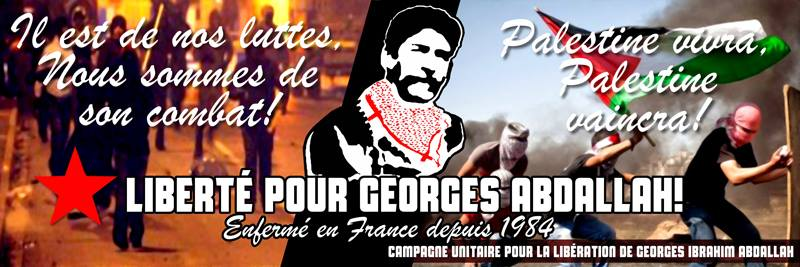 Il est de nos luttes,
Nous sommes de
son combat!
Palestine vivra,
Palestine
vaincra!
LIBERTÉ POUR GEORGES ABDALLAH!
Enfermé en France depuis 1984
CAMPAGNE UNITAIRE POUR LA LIBÉRATION DE GEORGES IBRAHIM ABDALLAH